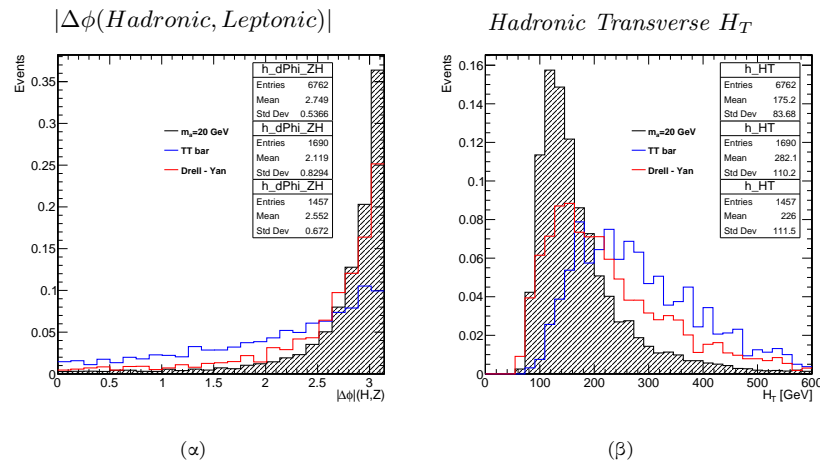 |Δϕ(Hadronic, Leptonic)|
Events
0.35
0.3
0.25
0.2
0.15
0.1
0.05
0
0
0.5
1
1.5
2
2.5
3
|Δϕ|(H,Z)
mₐ=20 GeV
TT bar
Drell - Yan
h_dPhi_ZH
Entries 6762
Mean 2.749
Std Dev 0.5366
h_dPhi_ZH
Entries 1690
Mean 2.119
Std Dev 0.8294
h_dPhi_ZH
Entries 1457
Mean 2.552
Std Dev 0.672
(α)
Hadronic Transverse H_T
Events
0.16
0.14
0.12
0.1
0.08
0.06
0.04
0.02
0
0
100
200
300
400
500
600
H_T [GeV]
mₐ=20 GeV
TT bar
Drell - Yan
h_HT
Entries 6762
Mean 175.2
Std Dev 83.68
h_HT
Entries 1690
Mean 282.1
Std Dev 110.2
h_HT
Entries 1457
Mean 226
Std Dev 111.5
(β)